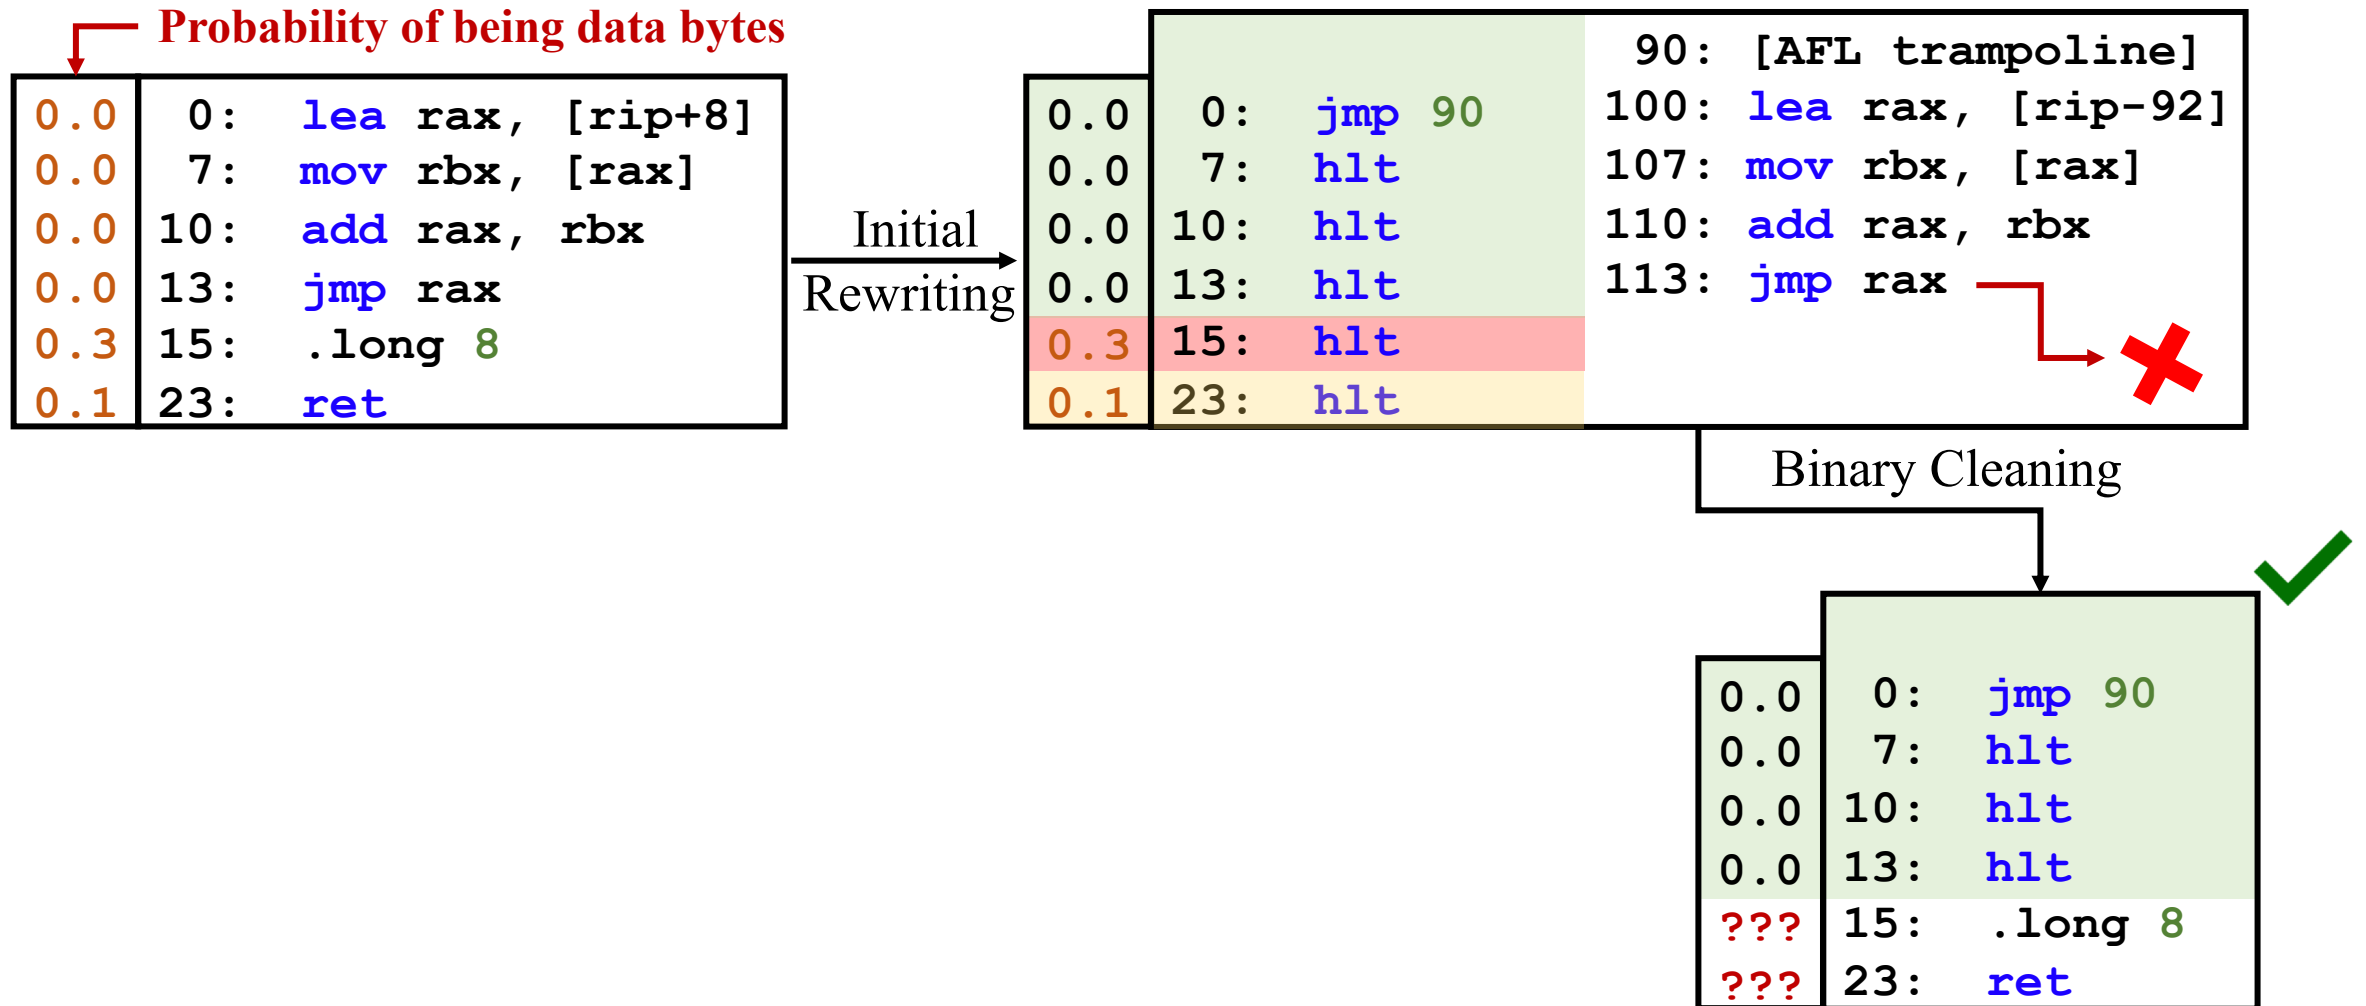 Probability of being data bytes
0.0 0: lea rax, [rip+8]
0.0 7: mov rbx, [rax]
0.0 10: add rax, rbx
0.0 13: jmp rax
0.3 15: .long 8
0.1 23: ret
Initial
Rewriting
0.0 0: jmp 90
0.0 7: hlt
0.0 10: hlt
0.0 13: hlt
0.3 15: hlt
0.1 23: hlt
90: [AFL trampoline]
100: lea rax, [rip-92]
107: mov rbx, [rax]
110: add rax, rbx
113: jmp rax
Binary Cleaning
0.0 0: jmp 90
0.0 7: hlt
0.0 10: hlt
0.0 13: hlt
??? 15: .long 8
??? 23: ret